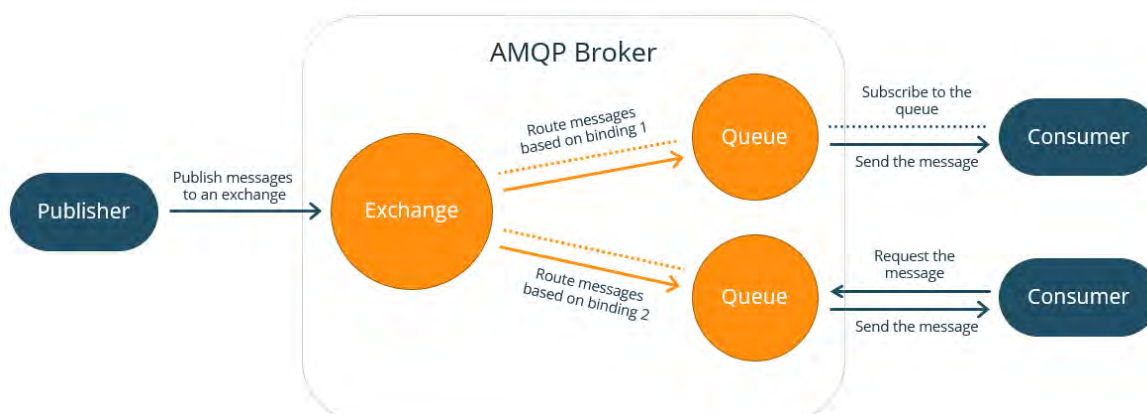 AMQP Broker
Publisher
Publish messages
to an exchange
Exchange
Route messages
based on binding 1
Route messages
based on binding 2
Queue
Queue
Subscribe to the
queue
Send the message
Consumer
Request the
message
Send the message
Consumer